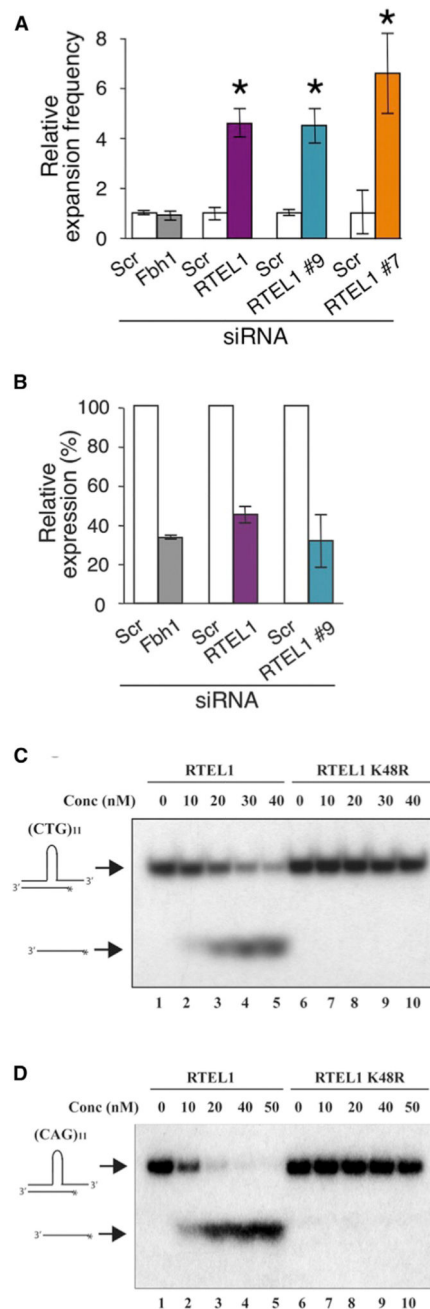 A
Relative
expansion frequency
8
6
4
2
0
* * *
Scr Fbh1 Scr RTEL1 Scr RTEL1 #9 Scr RTEL1 #7
siRNA
B
Relative
expression (%)
100
80
60
40
20
0
Scr Fbh1 Scr RTEL1 Scr RTEL1 #9
siRNA
C
RTEL1 RTEL1 K48R
Conc (nM) 0 10 20 30 40 0 10 20 30 40
(CTG)11
3' 3' *
3' *
1 2 3 4 5 6 7 8 9 10
D
RTEL1 RTEL1 K48R
Conc (nM) 0 10 20 40 50 0 10 20 40 50
(CAG)11
3' 3' *
3' *
1 2 3 4 5 6 7 8 9 10